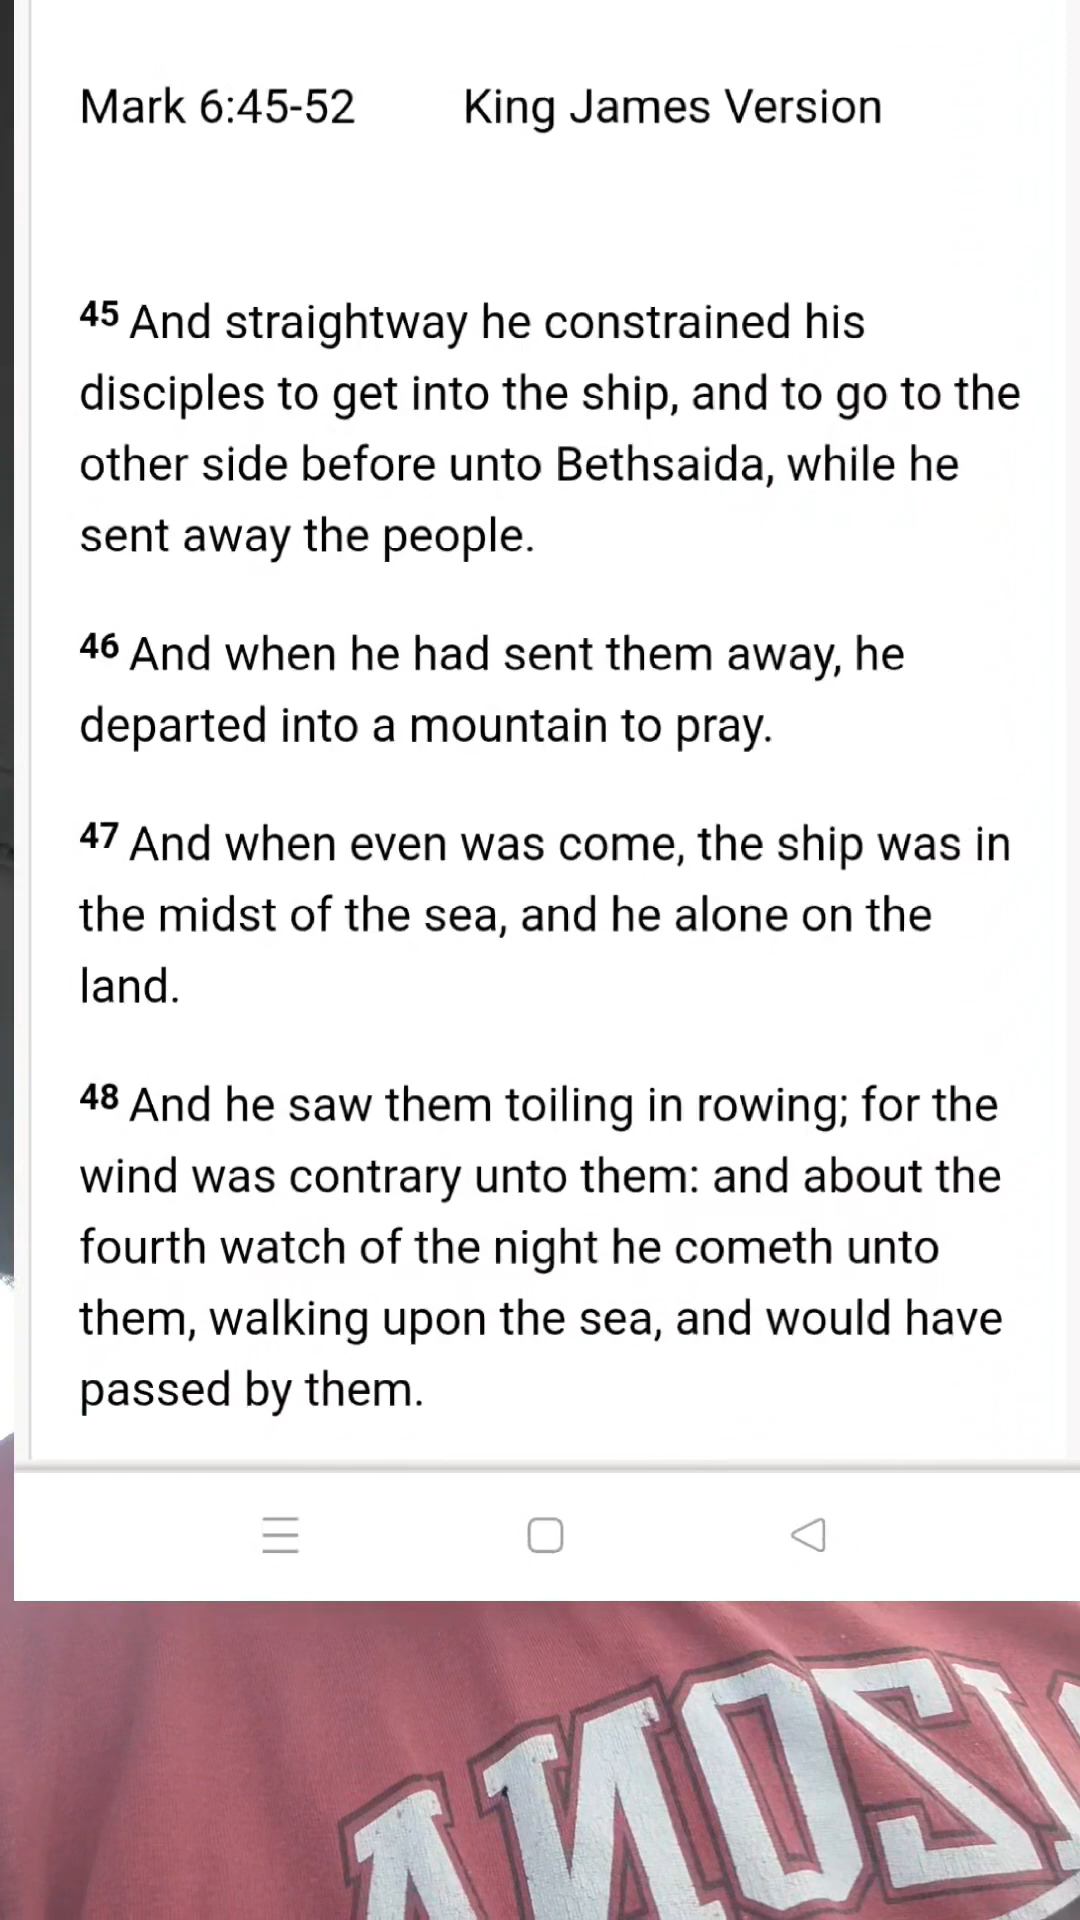 Mark 6:45-52 King James Version
45 And straightway he constrained his
disciples to get into the ship, and to go to the
other side before unto Bethsaida, while he
sent away the people.
46 And when he had sent them away, he
departed into a mountain to pray.
47 And when even was come, the ship was in
the midst of the sea, and he alone on the
land.
48 And he saw them toiling in rowing; for the
wind was contrary unto them: and about the
fourth watch of the night he cometh unto
them, walking upon the sea, and would have
passed by them.